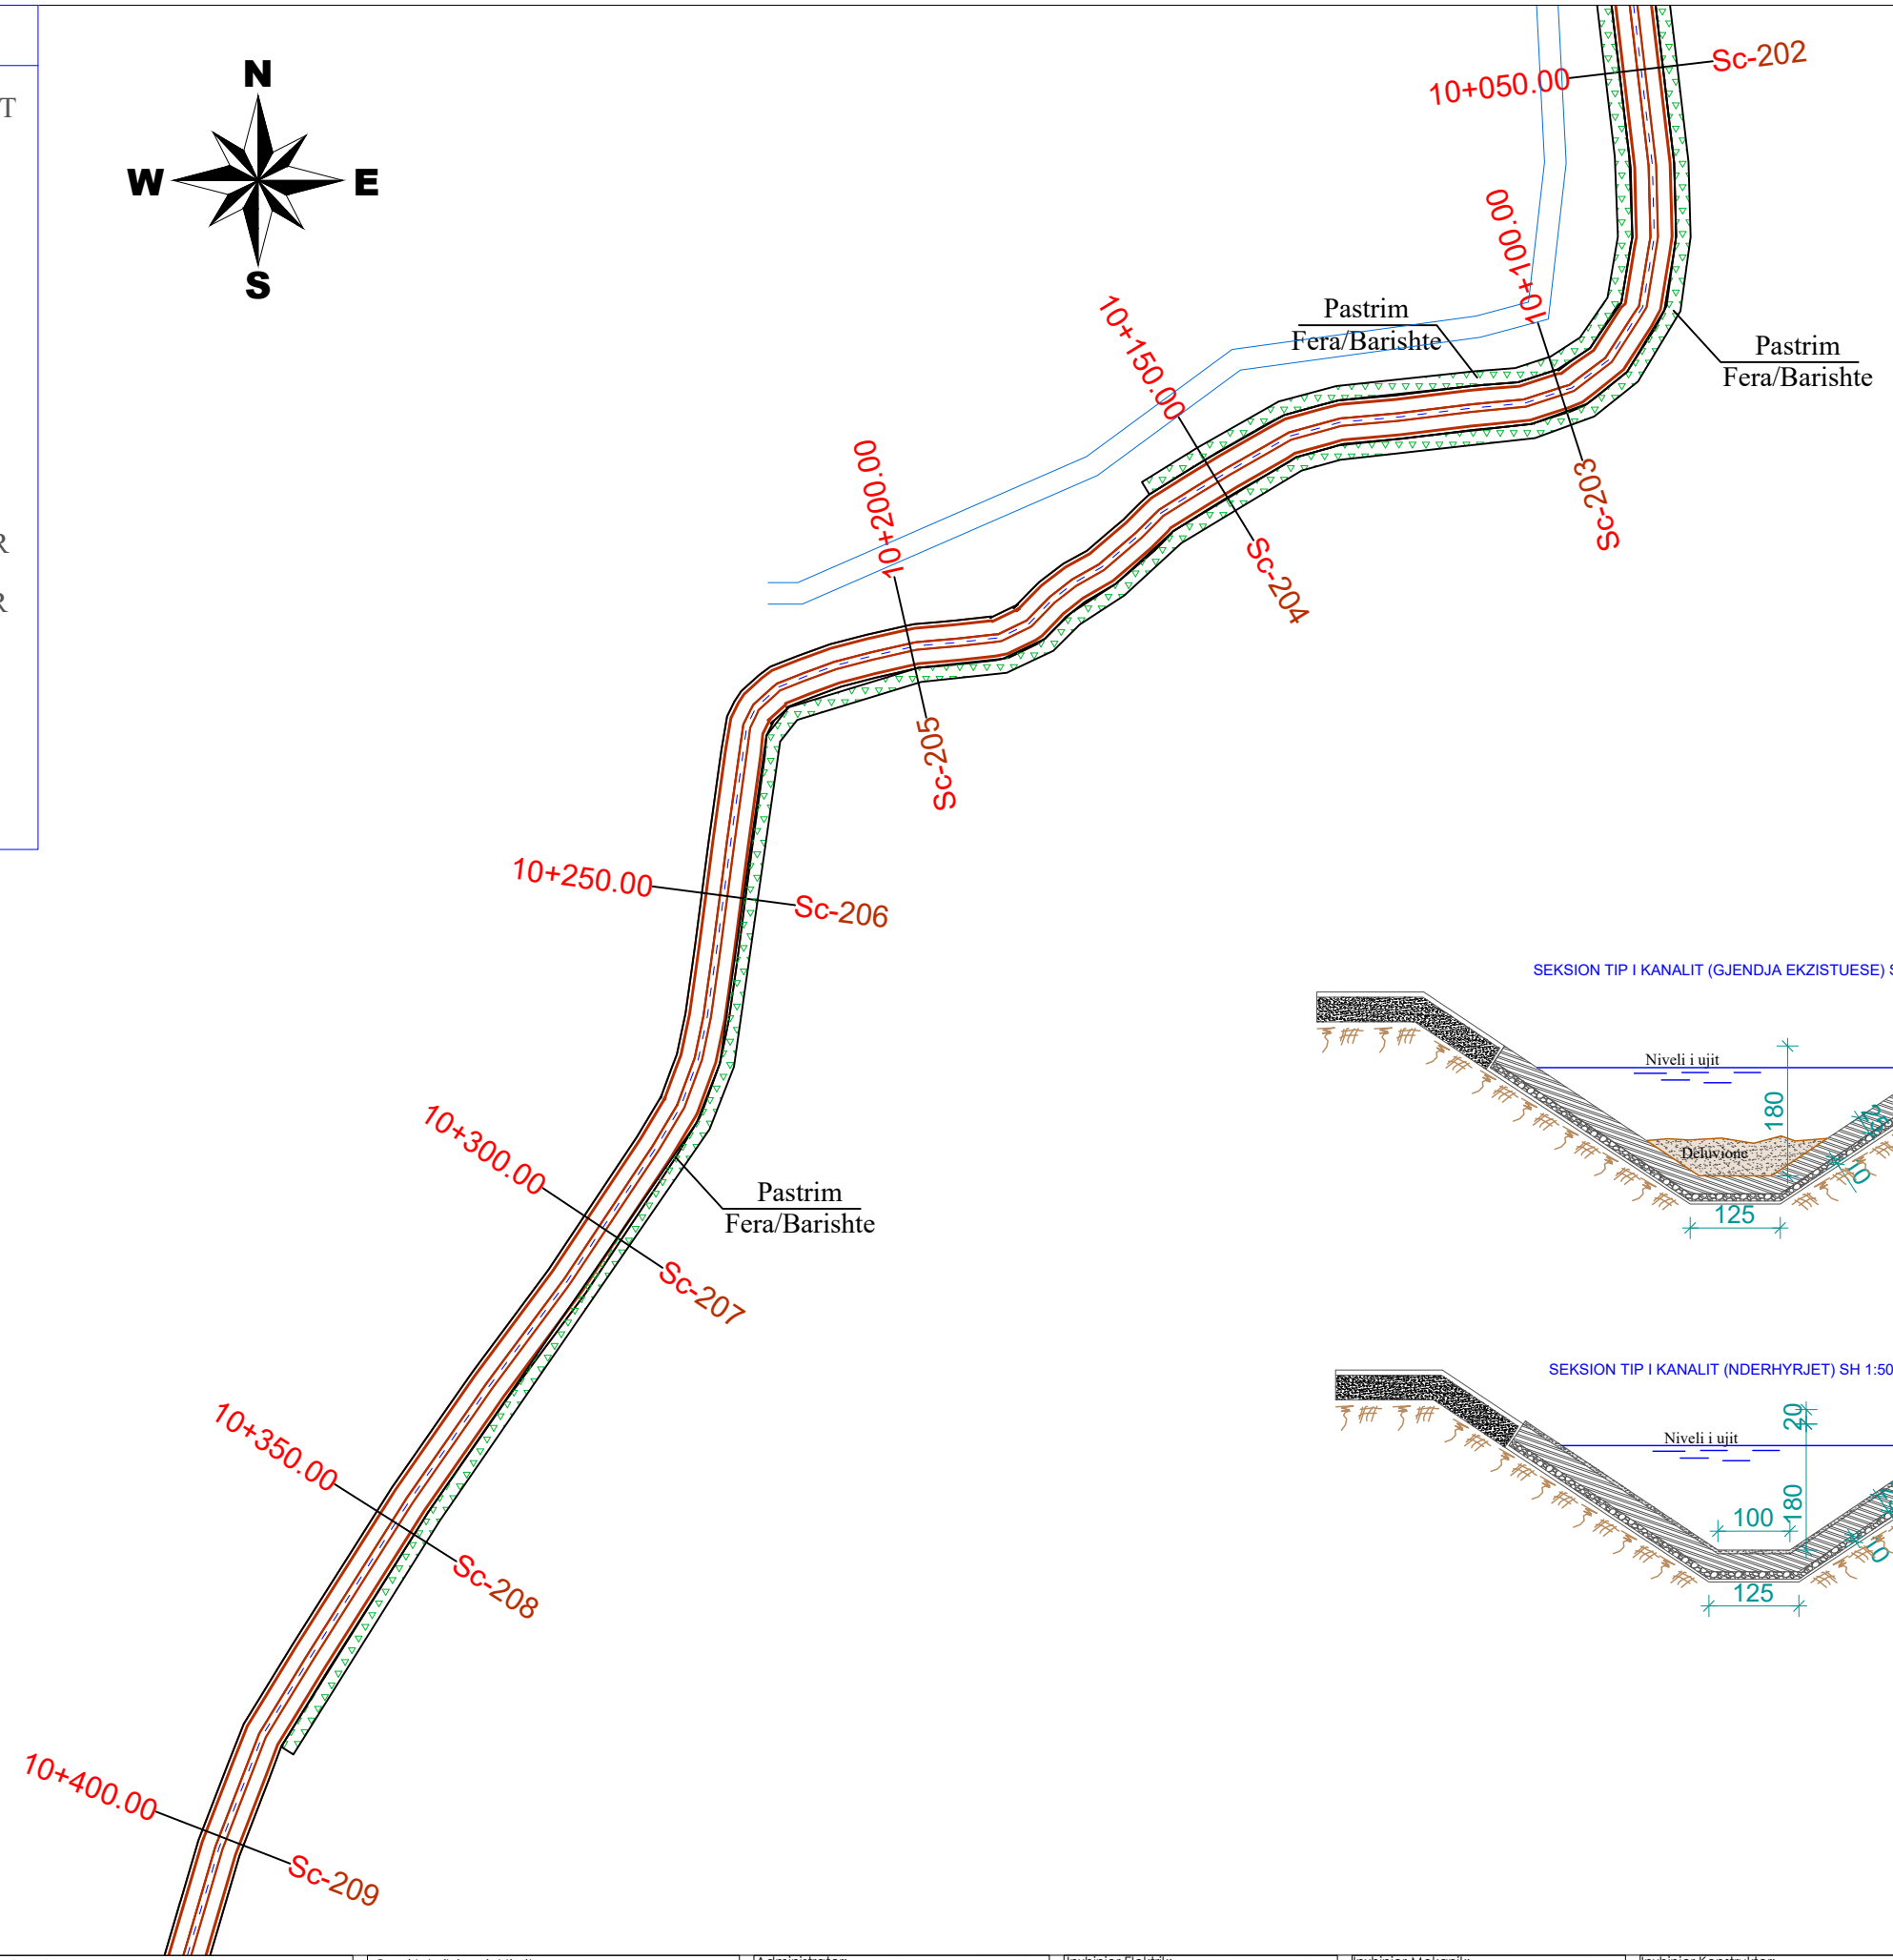 T
R
R
N
W
E
S
10+050.00
Sc-202
10+100.00
Sc-203
Pastrim
Fera/Barishte
Pastrim
Fera/Barishte
10+150.00
Sc-204
10+200.00
Sc-205
10+250.00
Sc-206
10+300.00
Sc-207
Pastrim
Fera/Barishte
10+350.00
Sc-208
10+400.00
Sc-209
SEKSION TIP I KANALIT (GJENDJA EKZISTUESE) S
Niveli i ujit
180
Deluvione
10
125
SEKSION TIP I KANALIT (NDERHYRJET) SH 1:50
20
Niveli i ujit
180
100
10
125